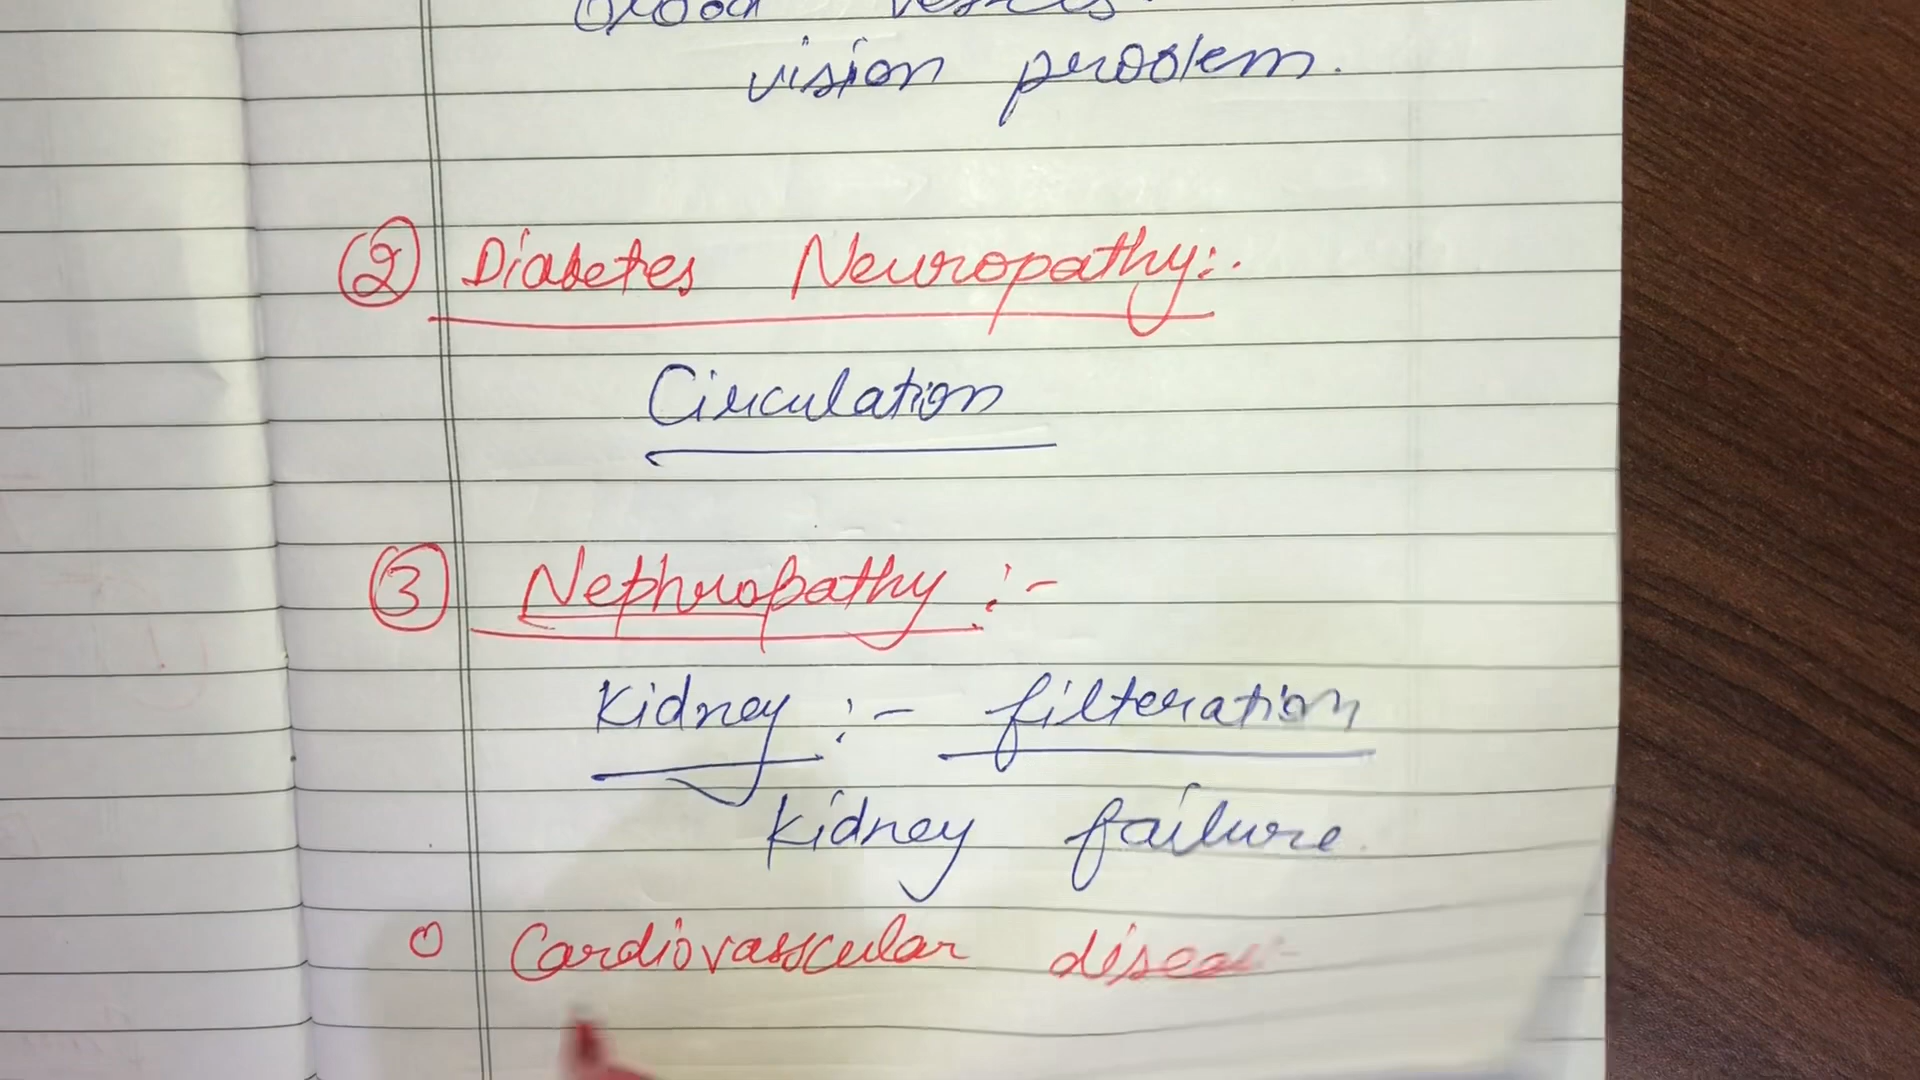 vision problem.
② Diabetes Neuropathy:.
Circulation
③ Nephropathy :-
Kidney :- filteration
Kidney failure.
o Cardiovasscular